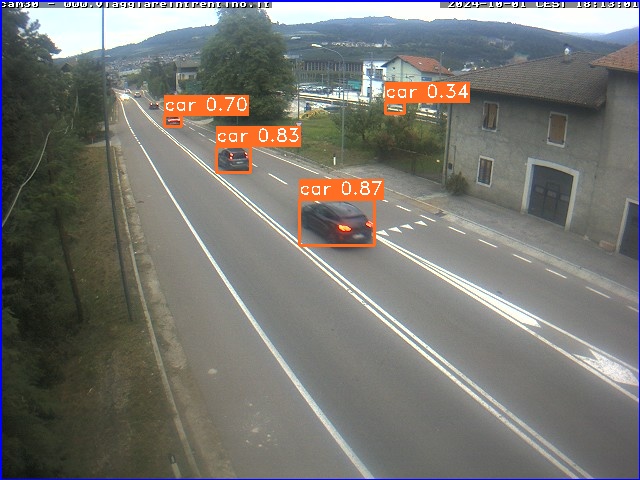 cam30 - www.viaggiareintrentino.it
2024-10-01 CEST 18:13:01
car 0.70
car 0.34
car 0.83
car 0.87